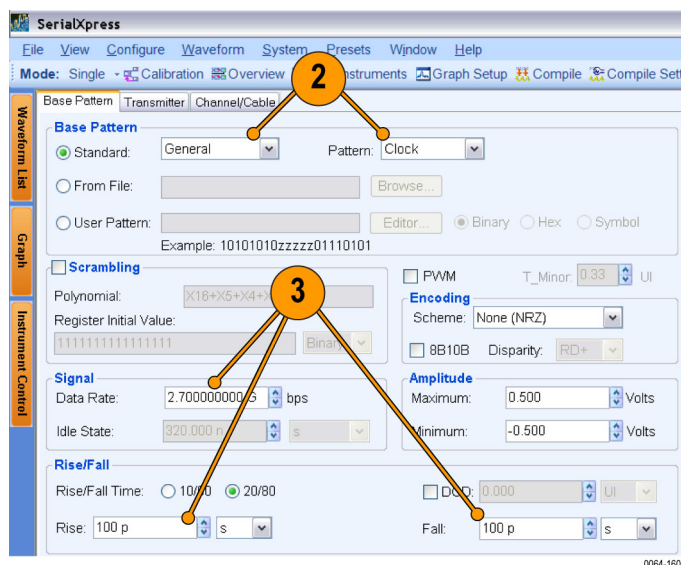 SerialXpress
File View Configure Waveform System Presets Window Help
Mode: Single Calibration Overview Instruments Graph Setup Compile Compile Sett
2
Base Pattern Transmitter Channel/Cable
Waveform List
Graph
Instrument Control
Base Pattern
Standard: General Pattern: Clock
From File: Browse...
User Pattern: Editor... Binary Hex Symbol
Example: 10101010zzzzz01110101
Scrambling PWM T_Minor: 0.33 UI
3
Polynomial: X16+X5+X4+X
Encoding
Register Initial Value: Scheme: None (NRZ)
1111111111111111 Binary 8B10B Disparity: RD+
Signal Amplitude
Data Rate: 2.700000000 G bps Maximum: 0.500 Volts
Idle State: 320.000 n s Minimum: -0.500 Volts
Rise/Fall
Rise/Fall Time: 10/90 20/80 DCD: 0.000 UI
Rise: 100 p s Fall: 100 p s
0064-160